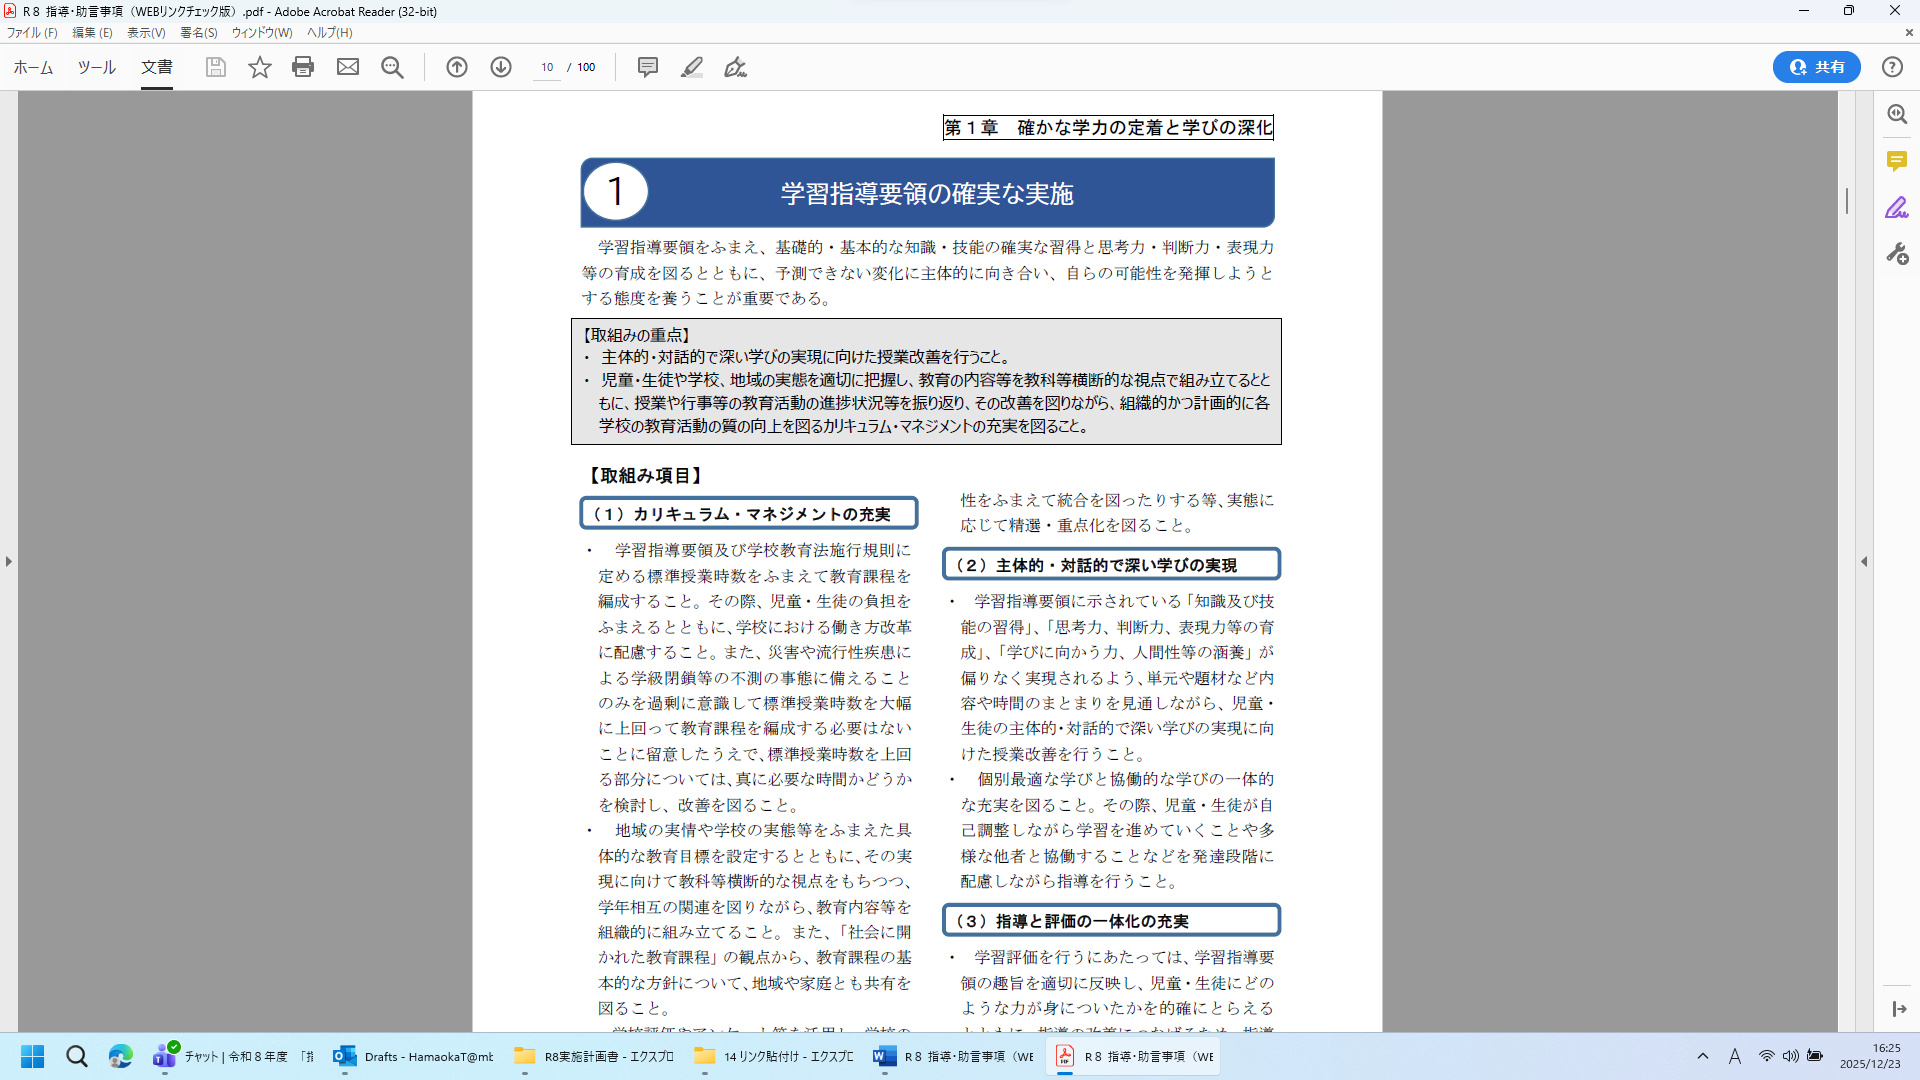 R８ 指導・助言事項（WEBリンクチェック版）.pdf - Adobe Acrobat Reader (32-bit)
ファイル(F) 編集(E) 表示(V) 署名(S) ウィンドウ(W) ヘルプ(H)
ホーム ツール 文書 10 / 100 共有
第１章　確かな学力の定着と学びの深化
1 学習指導要領の確実な実施
学習指導要領をふまえ、基礎的・基本的な知識・技能の確実な習得と思考力・判断力・表現力
等の育成を図るとともに、予測できない変化に主体的に向き合い、自らの可能性を発揮しようと
する態度を養うことが重要である。
【取組みの重点】
・ 主体的・対話的で深い学びの実現に向けた授業改善を行うこと。
・ 児童・生徒や学校、地域の実態を適切に把握し、教育の内容等を教科等横断的な視点で組み立てるとと
もに、授業や行事等の教育活動の進捗状況等を振り返り、その改善を図りながら、組織的かつ計画的に各
学校の教育活動の質の向上を図るカリキュラム・マネジメントの充実を図ること。
【取組み項目】
（１）カリキュラム・マネジメントの充実
・ 学習指導要領及び学校教育法施行規則に
定める標準授業時数をふまえて教育課程を
編成すること。その際、児童・生徒の負担を
ふまえるとともに、学校における働き方改革
に配慮すること。また、災害や流行性疾患に
よる学級閉鎖等の不測の事態に備えること
のみを過剰に意識して標準授業時数を大幅
に上回って教育課程を編成する必要はない
ことに留意したうえで、標準授業時数を上回
る部分については、真に必要な時間かどうか
を検討し、改善を図ること。
・ 地域の実情や学校の実態等をふまえた具
体的な教育目標を設定するとともに、その実
現に向けて教科等横断的な視点をもちつつ、
学年相互の関連を図りながら、教育内容等を
組織的に組み立てること。また、「社会に開
かれた教育課程」の観点から、教育課程の基
本的な方針について、地域や家庭とも共有を
図ること。
性をふまえて統合を図ったりする等、実態に
応じて精選・重点化を図ること。
（２）主体的・対話的で深い学びの実現
・ 学習指導要領に示されている「知識及び技
能の習得」、「思考力、判断力、表現力等の育
成」、「学びに向かう力、人間性等の涵養」が
偏りなく実現されるよう、単元や題材など内
容や時間のまとまりを見通しながら、児童・
生徒の主体的・対話的で深い学びの実現に向
けた授業改善を行うこと。
・ 個別最適な学びと協働的な学びの一体的
な充実を図ること。その際、児童・生徒が自
己調整しながら学習を進めていくことや多
様な他者と協働することなどを発達段階に
配慮しながら指導を行うこと。
（３）指導と評価の一体化の充実
・ 学習評価を行うにあたっては、学習指導要
領の趣旨を適切に反映し、児童・生徒にどの
ような力が身についたかを的確にとらえる
チャット | 令和８年度 「指 Drafts - HamaokaT@mb R8実施計画書 - エクスプロ 14 リンク貼付け - エクスプロ R８ 指導・助言事項（WE R８ 指導・助言事項（WE A 16:25
2025/12/23